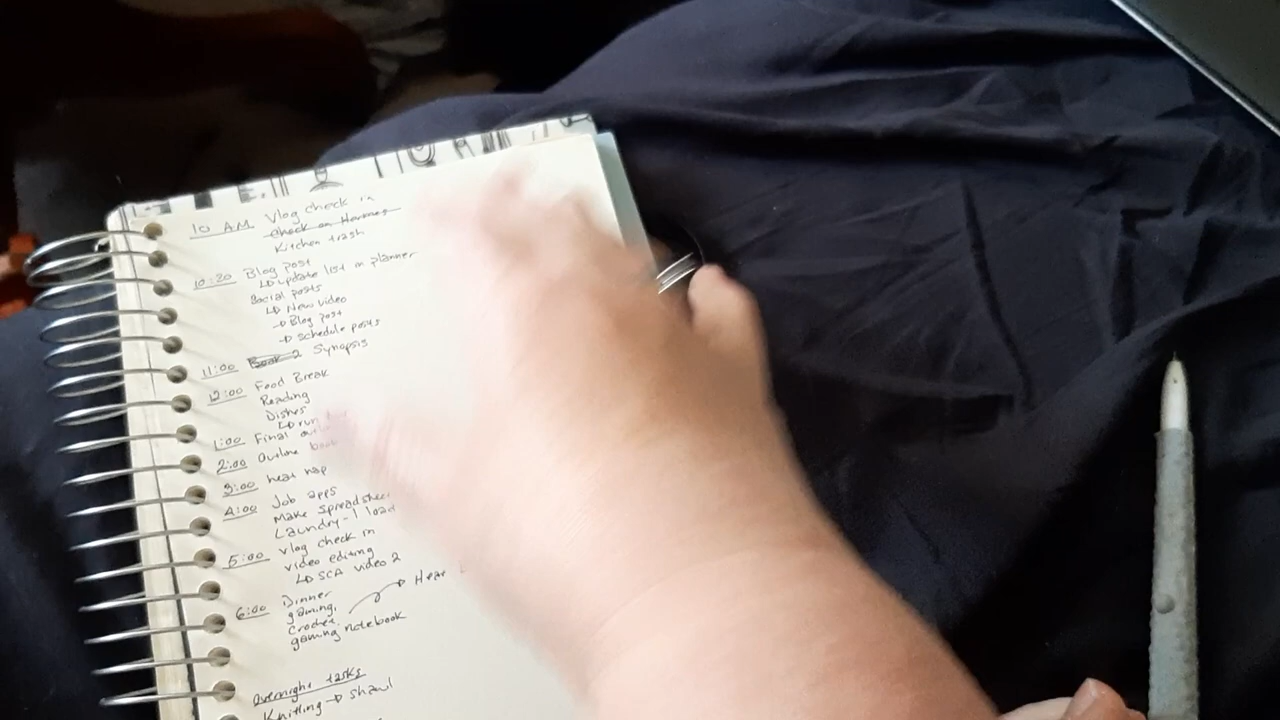 10 AM Vlog check in
Check on Hermes
Kitchen trash
10:20 Blog post
↳ update list in planner
Social posts
↳ New video
→ Blog post
→ schedule posts
11:00 Book 2 Synopsis
12:00 Food Break
Reading
Dishes
↳ run
1:00 Final
2:00 Outline
3:00 heat nap
4:00 Job apps
Make spreadsheet
Laundry - 1 load
5:00 vlog check in
video editing
↳ SCA video 2
6:00 Dinner
gaming,
Crochet,
gaming notebook
overnight tasks
Knitting → shawl